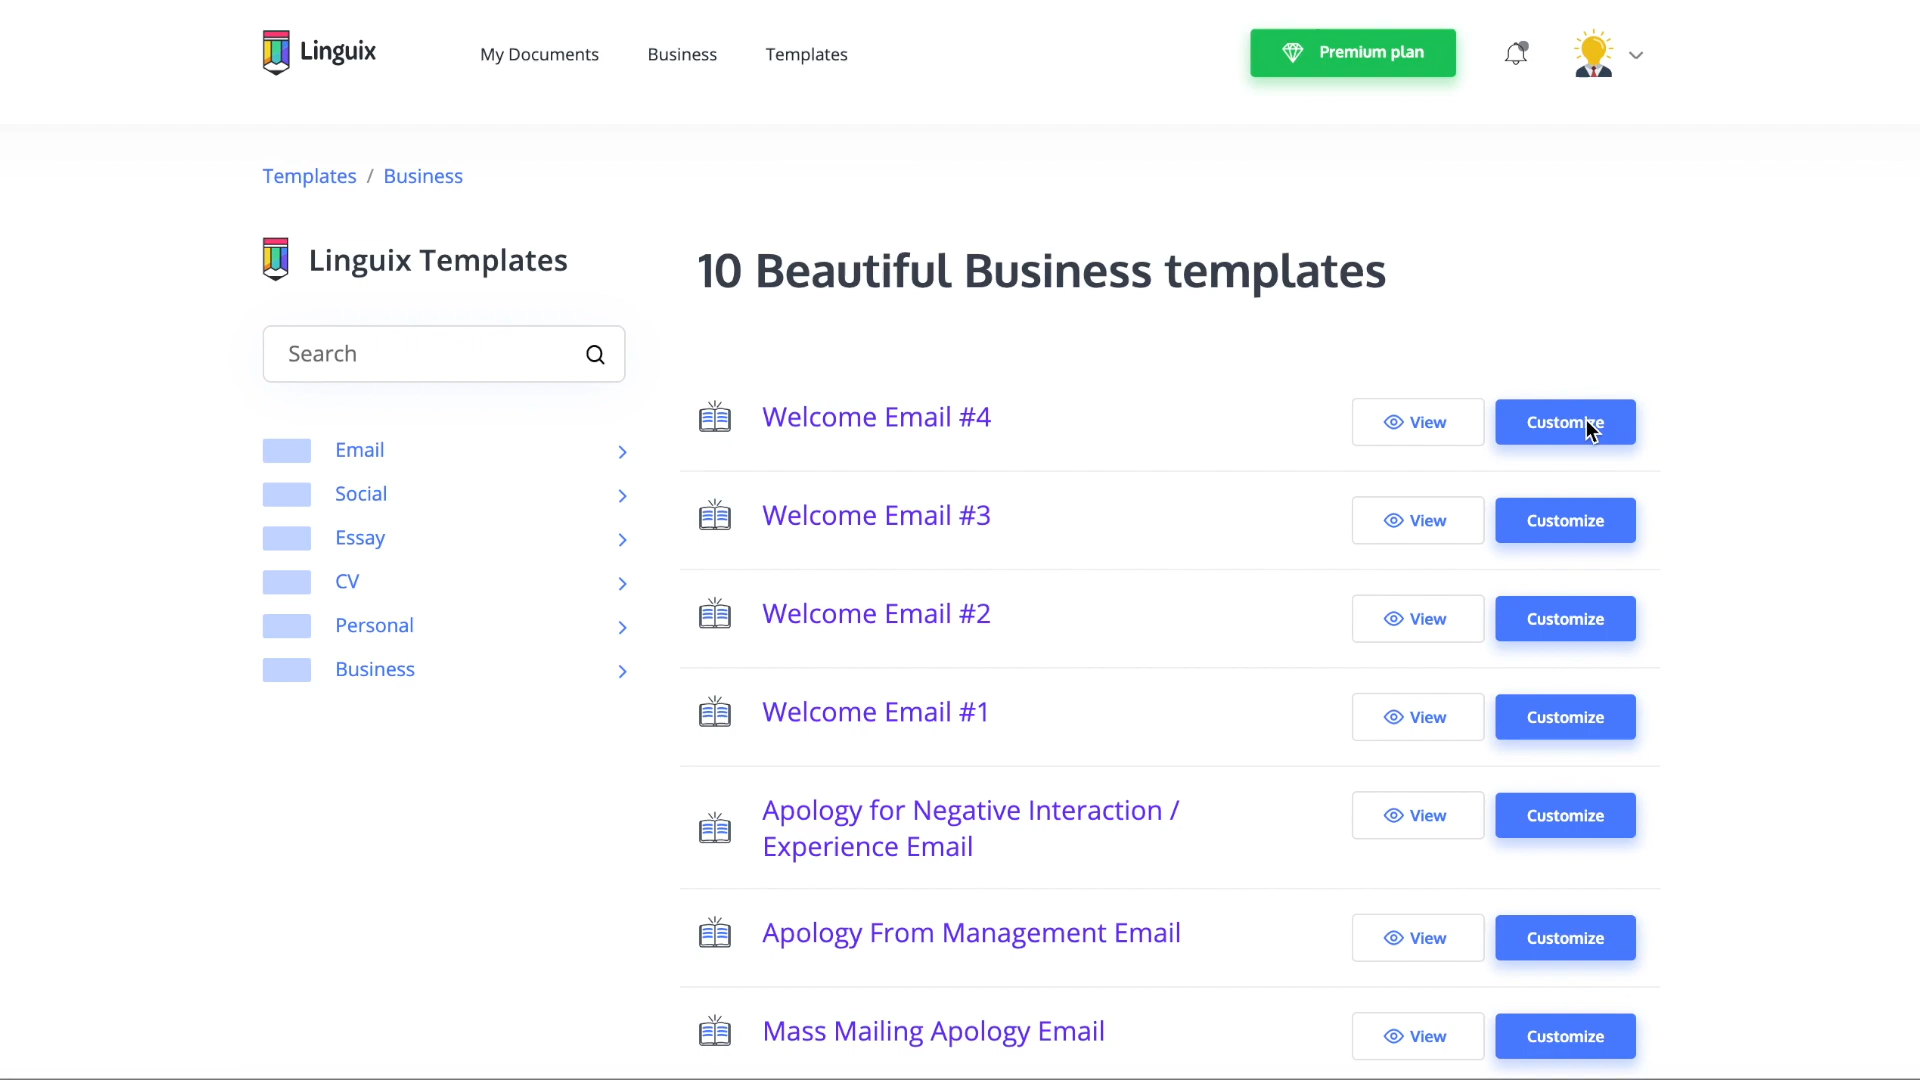 Linguix
My Documents
Business
Templates
Premium plan
Templates / Business
Linguix Templates
Search
Email
Social
Essay
CV
Personal
Business
10 Beautiful Business templates
Welcome Email #4
View
Customize
Welcome Email #3
View
Customize
Welcome Email #2
View
Customize
Welcome Email #1
View
Customize
Apology for Negative Interaction /
Experience Email
View
Customize
Apology From Management Email
View
Customize
Mass Mailing Apology Email
View
Customize